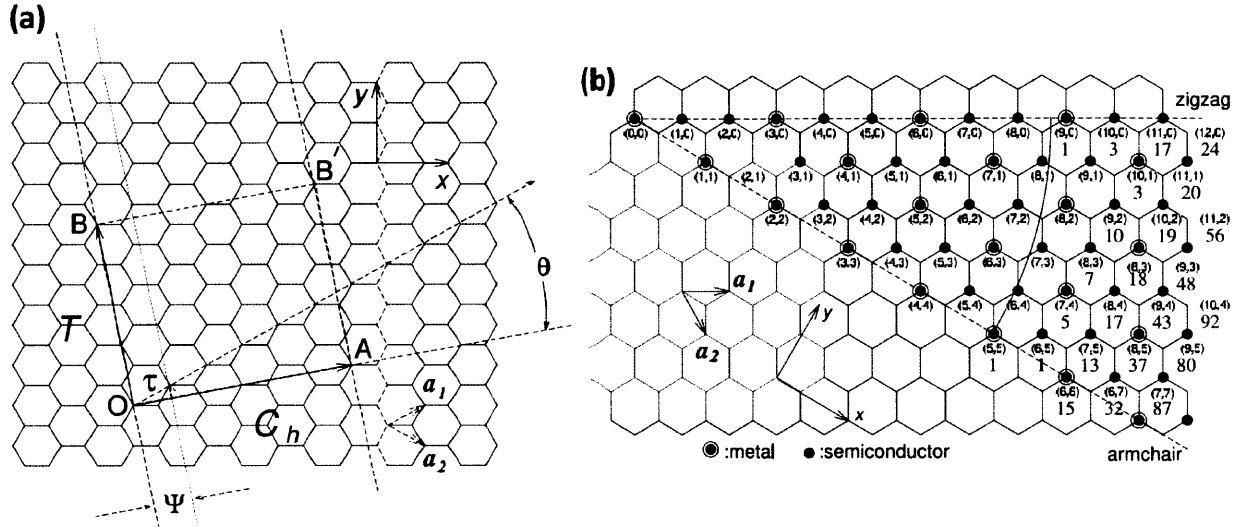 (a)
y
B'
x
B
θ
T
A
τ
a1
O
Ch
a2
Ψ
(b)
zigzag
(0,0) (1,0) (2,0) (3,0) (4,0) (5,0) (6,0) (7,0) (8,0) (9,0) (10,0) (11,0) (12,0)
1 3 17 24
(1,1) (2,1) (3,1) (4,1) (5,1) (6,1) (7,1) (8,1) (9,1) (10,1) (11,1)
3 20
(2,2) (3,2) (4,2) (5,2) (6,2) (7,2) (8,2) (9,2) (10,2) (11,2)
10 19 56
(3,3) (4,3) (5,3) (6,3) (7,3) (8,3) (9,3)
7 18 48
a1
(4,4) (5,4) (6,4) (7,4) (8,4) (9,4) (10,4)
5 17 43 92
y
a2
(5,5) (6,5) (7,5) (8,5) (9,5)
1 1 13 37 80
x
(6,6) (6,7) (7,7)
15 32 87
:metal :semiconductor
armchair